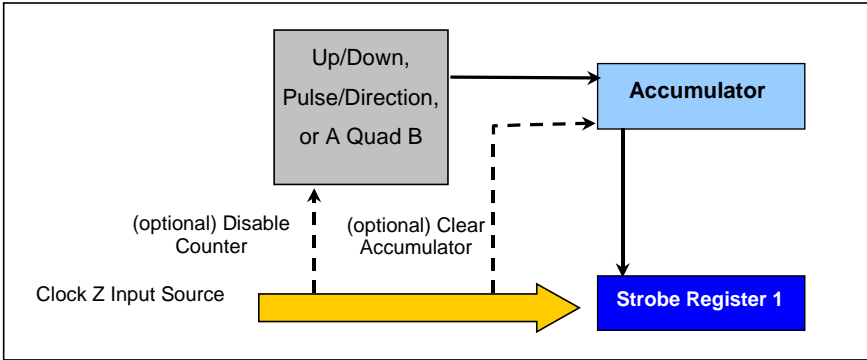 Up/Down,
Pulse/Direction,
or A Quad B
Accumulator
(optional) Disable
Counter
(optional) Clear
Accumulator
Clock Z Input Source
Strobe Register 1